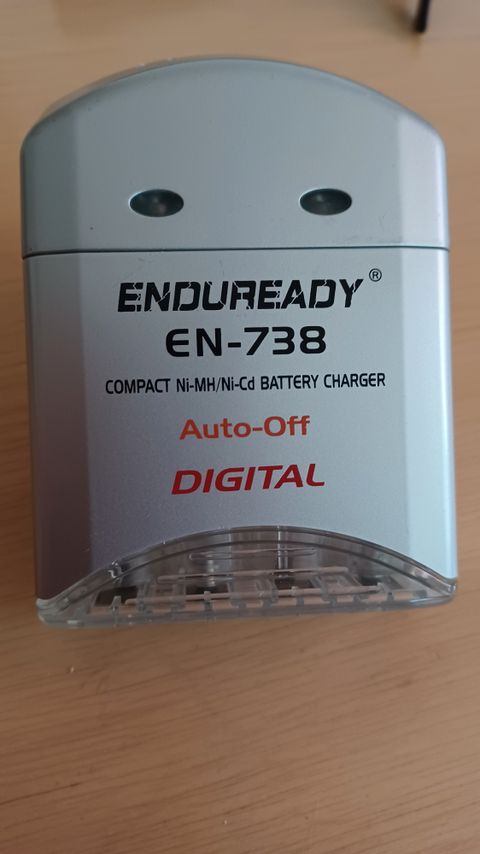 ENDUREADY®
EN-738
COMPACT Ni-MH/Ni-Cd BATTERY CHARGER
Auto-Off
DIGITAL